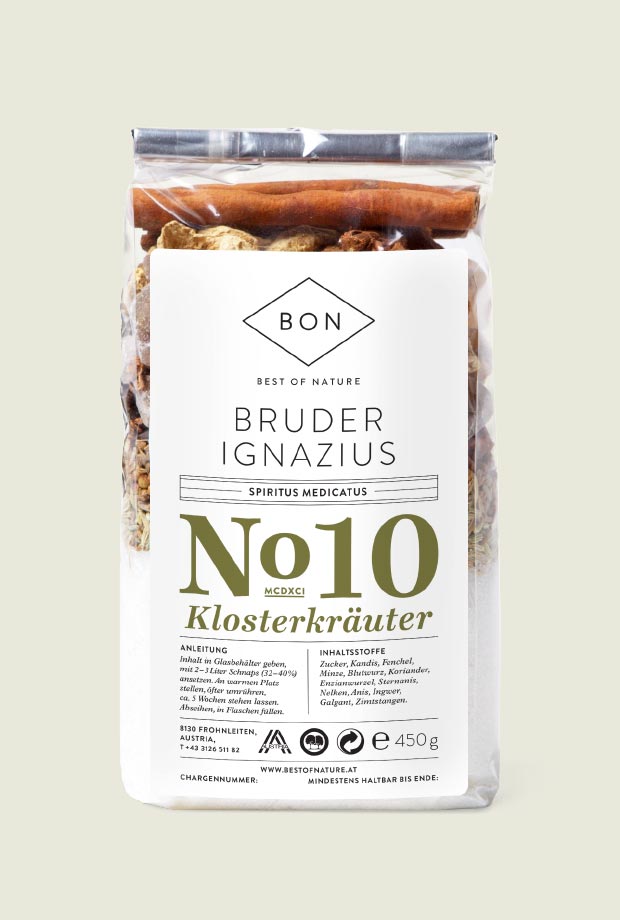 BON
BEST OF NATURE
BRUDER
IGNAZIUS
SPIRITUS MEDICATUS
No10
MCDXCI
Klosterkräuter
ANLEITUNG
Inhalt in Glasbehälter geben,
mit 2–3 Liter Schnaps (32–40%)
ansetzen. An warmen Platz
stellen, öfter umrühren,
ca. 5 Wochen stehen lassen.
Abseihen, in Flaschen füllen.
INHALTSSTOFFE
Zucker, Kandis, Fenchel,
Minze, Blutwurz, Koriander,
Enzianwurzel, Sternanis,
Nelken, Anis, Ingwer,
Galgant, Zimtstangen.
8130 FROHNLEITEN,
AUSTRIA,
T +43 3126 511 82
AUSTRIA
e 450 g
WWW.BESTOFNATURE.AT
CHARGENNUMMER:
MINDESTENS HALTBAR BIS ENDE: